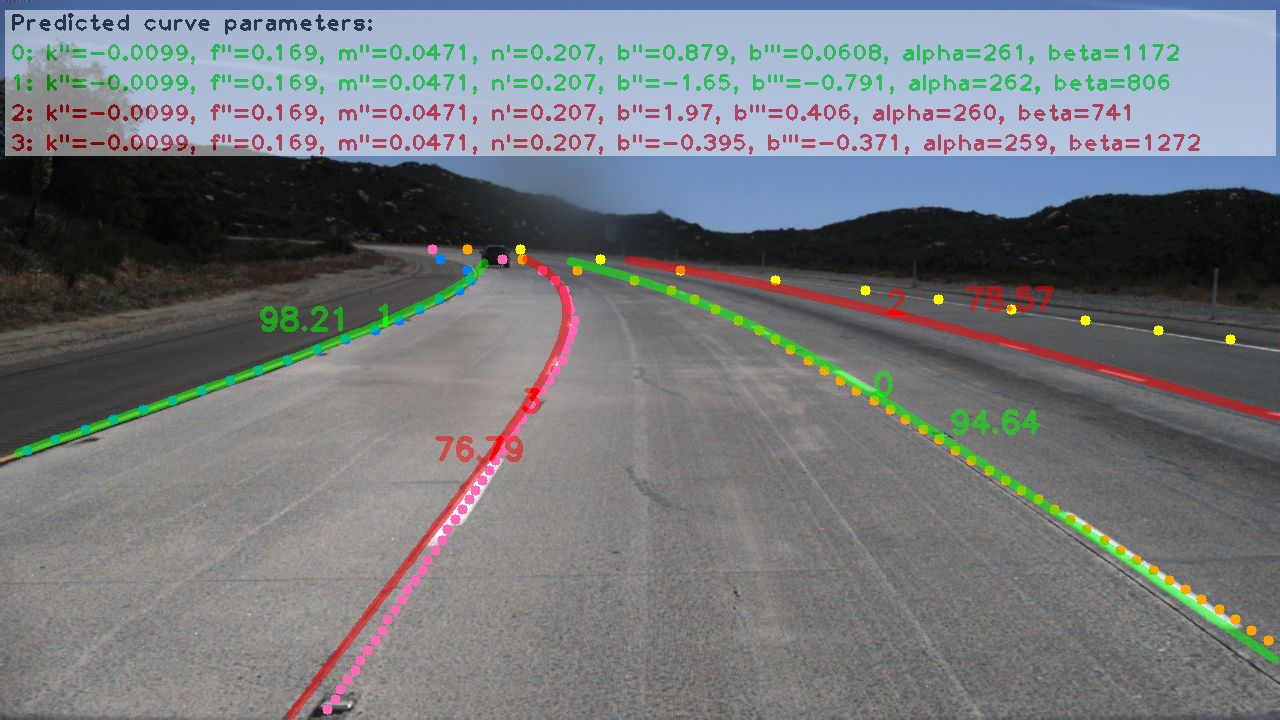 Predicted curve parameters:
0: k''=-0.0099, f''=0.169, m''=0.0471, n'=0.207, b''=0.879, b'''=0.0608, alpha=261, beta=1172
1: k''=-0.0099, f''=0.169, m''=0.0471, n'=0.207, b''=-1.65, b'''=-0.791, alpha=262, beta=806
2: k''=-0.0099, f''=0.169, m''=0.0471, n'=0.207, b''=1.97, b'''=0.406, alpha=260, beta=741
3: k''=-0.0099, f''=0.169, m''=0.0471, n'=0.207, b''=-0.395, b'''=-0.371, alpha=259, beta=1272
98.21 1
2 78.57
0
94.64
3
76.79